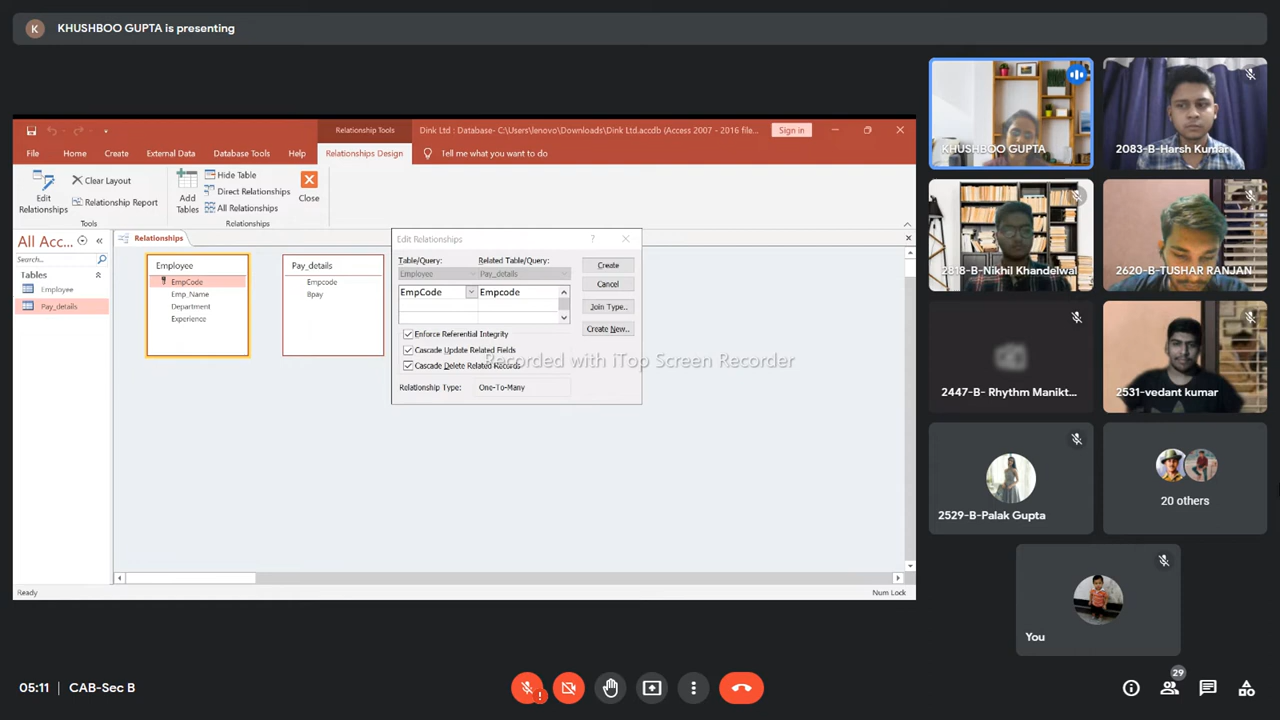 K KHUSHBOO GUPTA is presenting
Relationship Tools
Dink Ltd : Database- C:\Users\lenovo\Downloads\Dink Ltd.accdb (Access 2007 - 2016 file...
Sign in
File Home Create External Data Database Tools Help Relationships Design Tell me what you want to do
Edit Relationships
Clear Layout
Relationship Report
Tools
Add Tables
Hide Table
Direct Relationships
All Relationships
Relationships
Close
All Acc...
Search...
Tables
Employee
Pay_details
Relationships
Employee
EmpCode
Emp_Name
Department
Experience
Pay_details
Empcode
Bpay
Edit Relationships
?
Table/Query: Related Table/Query:
Employee Pay_details
EmpCode Empcode
Enforce Referential Integrity
Cascade Update Related Fields
Cascade Delete Related Records
Relationship Type: One-To-Many
Create
Cancel
Join Type..
Create New..
Recorded with iTop Screen Recorder
Ready
Num Lock
KHUSHBOO GUPTA
2083-B-Harsh Kumar
2818-B-Nikhil Khandelwal
2620-B-TUSHAR RANJAN
2447-B- Rhythm Manikt...
2531-vedant kumar
2529-B-Palak Gupta
20 others
You
05:11 | CAB-Sec B
29